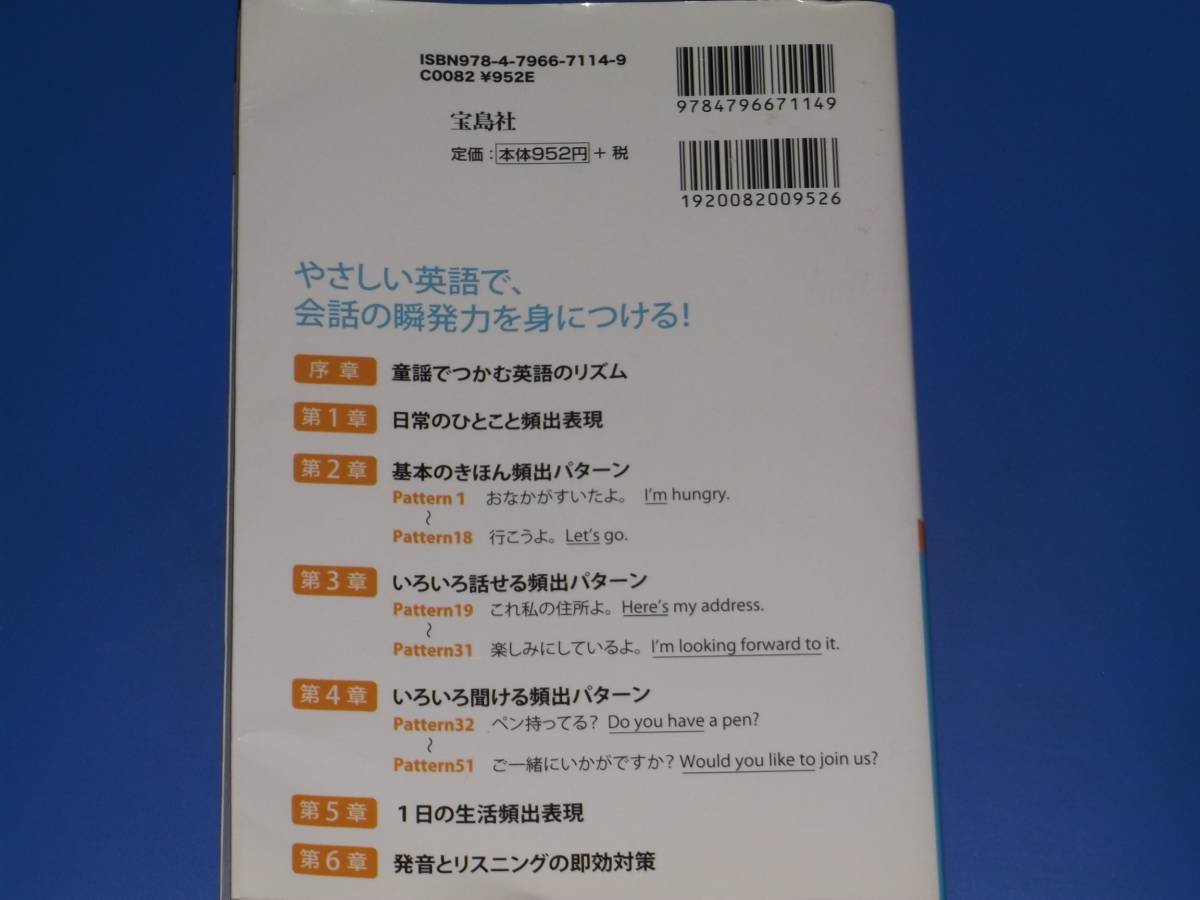 ISBN978-4-7966-7114-9
C0082 ¥952E
9784796671149
宝島社
定価：本体952円＋税
1920082009526
やさしい英語で、
会話の瞬発力を身につける！
序章 童謡でつかむ英語のリズム
第1章 日常のひとこと頻出表現
第2章 基本のきほん頻出パターン
Pattern 1 おなかがすいたよ。 I'm hungry.
〜
Pattern18 行こうよ。 Let's go.
第3章 いろいろ話せる頻出パターン
Pattern19 これ私の住所よ。 Here's my address.
〜
Pattern31 楽しみにしているよ。 I'm looking forward to it.
第4章 いろいろ聞ける頻出パターン
Pattern32 ペン持ってる？ Do you have a pen?
〜
Pattern51 ご一緒にいかがですか？ Would you like to join us?
第5章 1日の生活頻出表現
第6章 発音とリスニングの即効対策